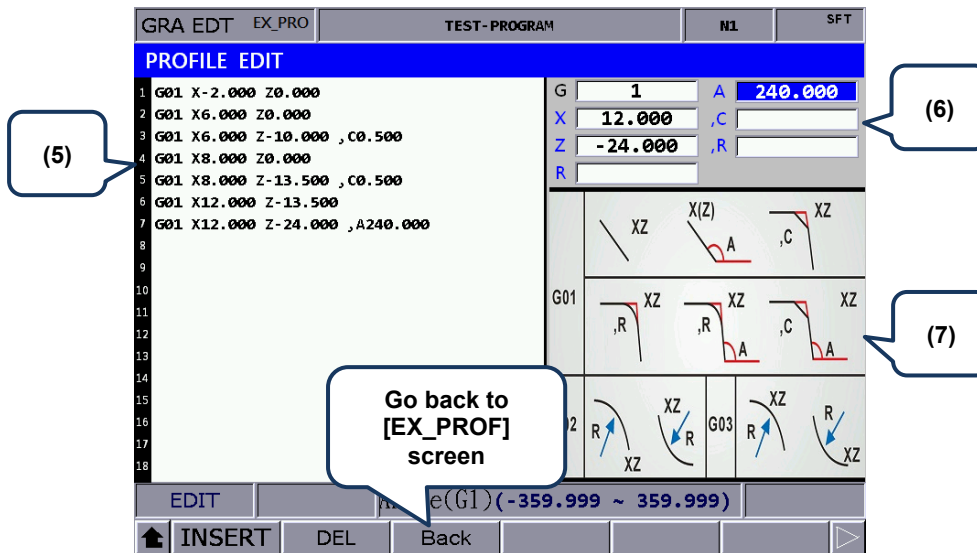 GRA EDT EX_PRO TEST-PROGRAM N1 SFT
PROFILE EDIT
1 G01 X-2.000 Z0.000
2 G01 X6.000 Z0.000
3 G01 X6.000 Z-10.000 ,C0.500
4 G01 X8.000 Z0.000
5 G01 X8.000 Z-13.500 ,C0.500
6 G01 X12.000 Z-13.500
7 G01 X12.000 Z-24.000 ,A240.000
8
9
10
11
12
13
14
15
16
17
18
G 1 A 240.000
X 12.000 ,C
Z -24.000 ,R
R
(5)
(6)
XZ X(Z) A ,C XZ
G01
,R XZ ,R XZ A ,C XZ A
(7)
R XZ XZ R G03 R XZ R XZ
Go back to
[EX_PROF]
screen
EDIT (G1)(-359.999 ~ 359.999)
INSERT DEL Back